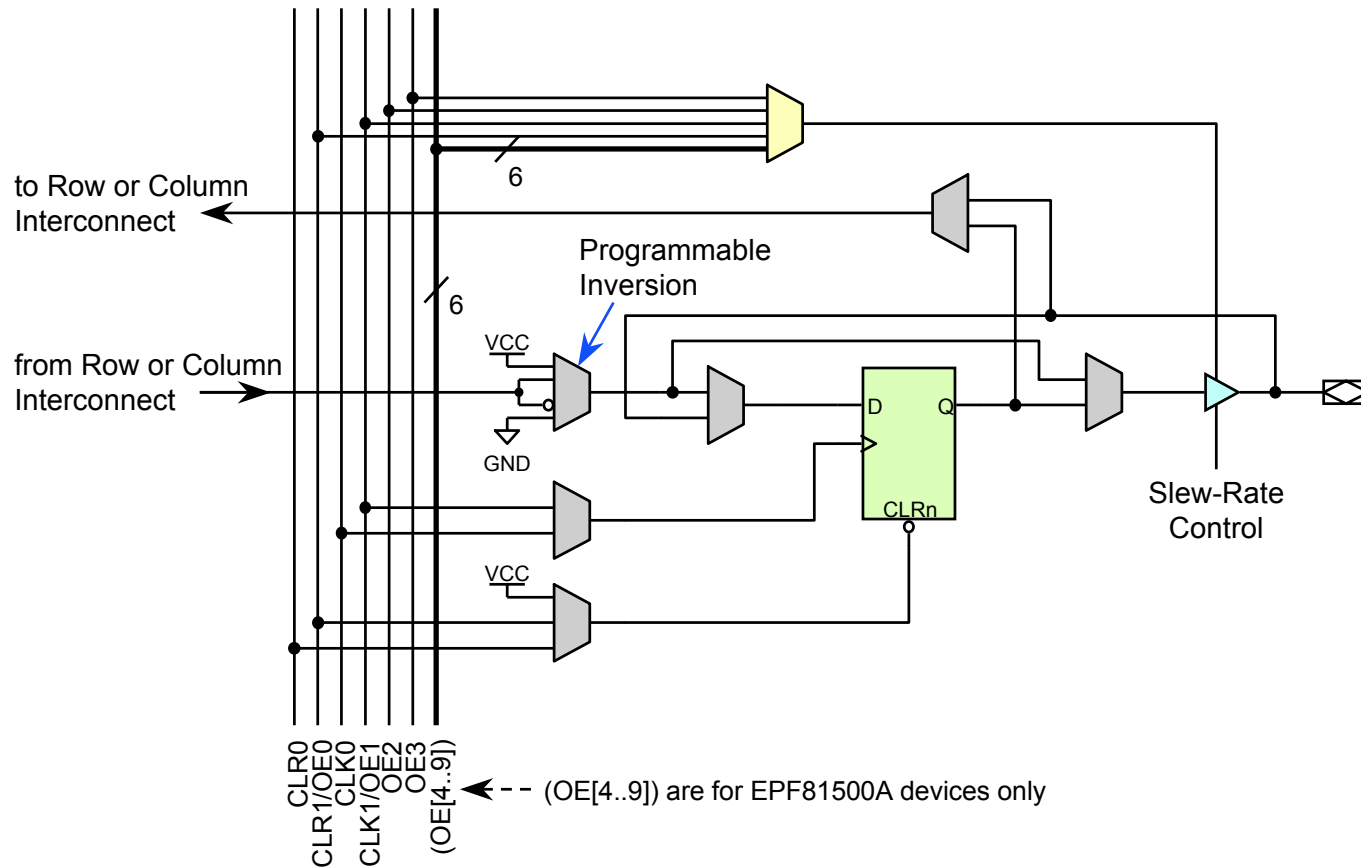 6
to Row or Column
Interconnect
Programmable
Inversion
6
VCC
from Row or Column
Interconnect
GND
D
Q
CLRn
Slew-Rate
Control
VCC
CLR0
CLR1/OE0
CLK0
CLK1/OE1
OE2
OE3
(OE[4..9])
(OE[4..9]) are for EPF81500A devices only